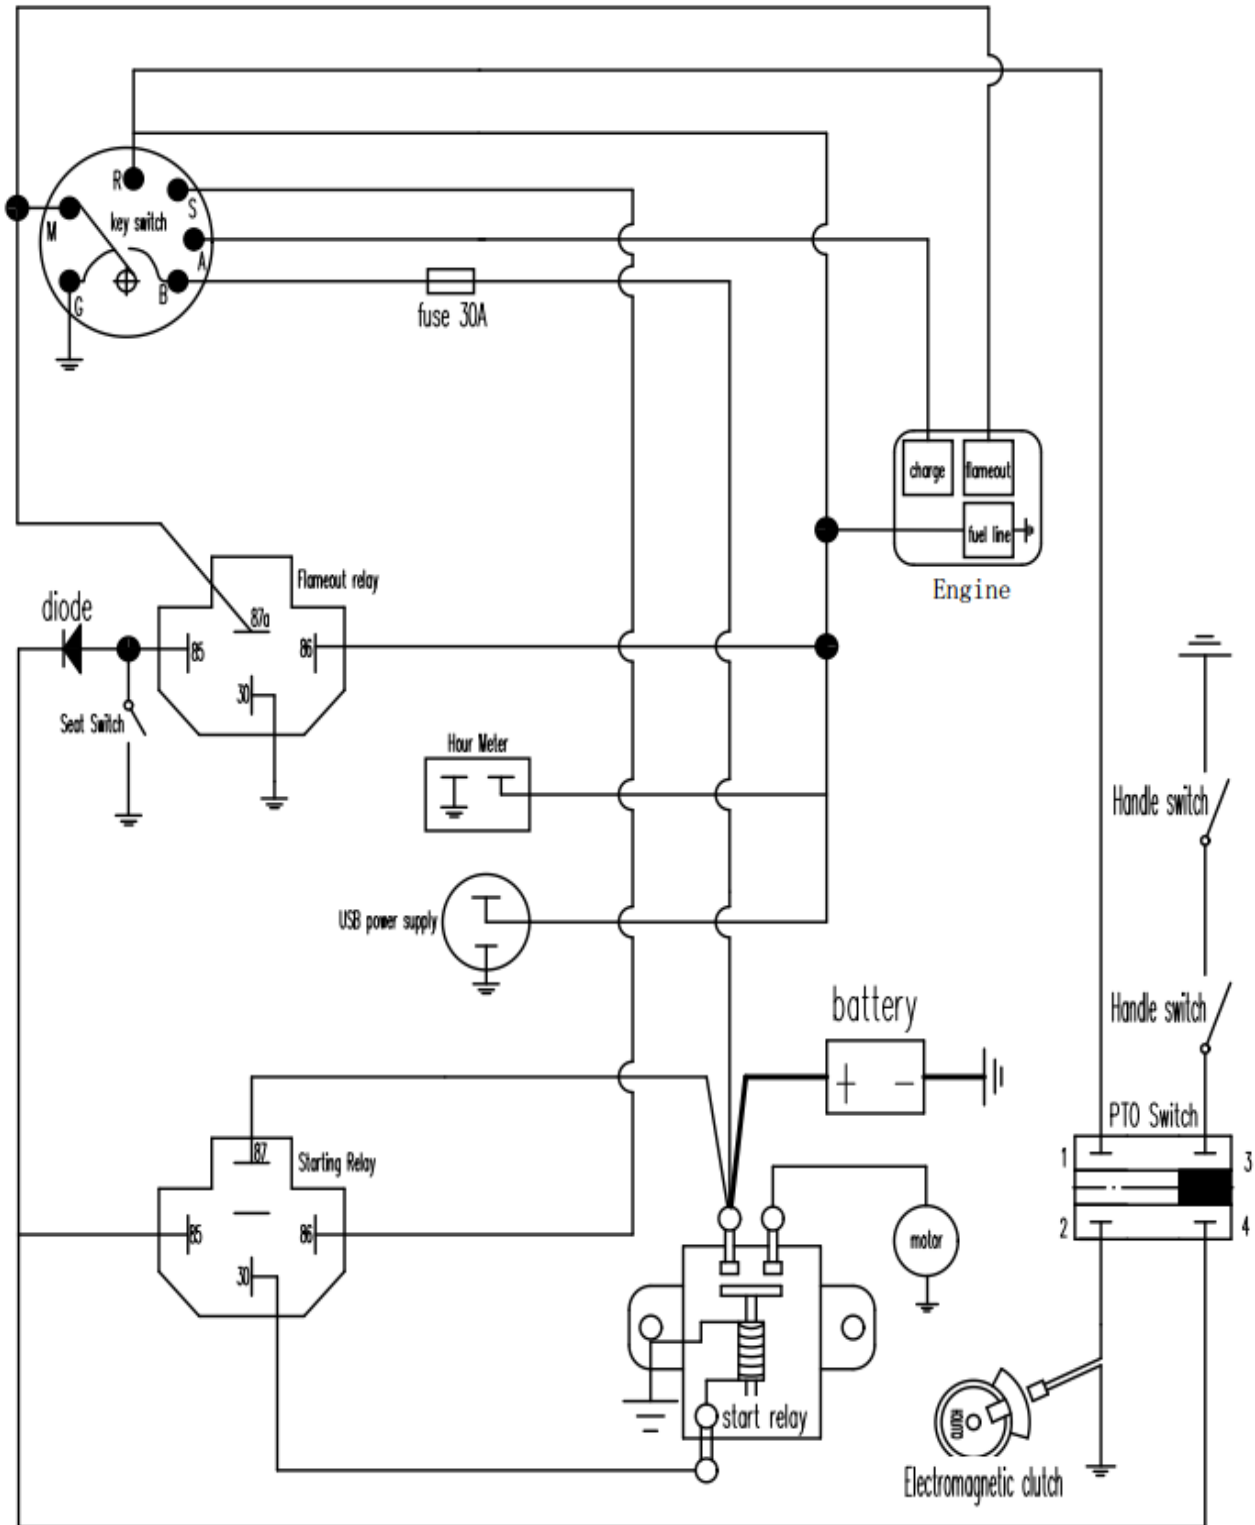 R
S
key switch
M
A
G
B
fuse 30A
charge
flameout
fuel line
Engine
Flameout relay
diode
87a
85
86
30
Seat Switch
Hour Meter
Handle switch
USB power supply
battery
Handle switch
+ -
PTO Switch
87
Starting Relay
1
3
85
86
2
4
motor
30
start relay
Electromagnetic clutch